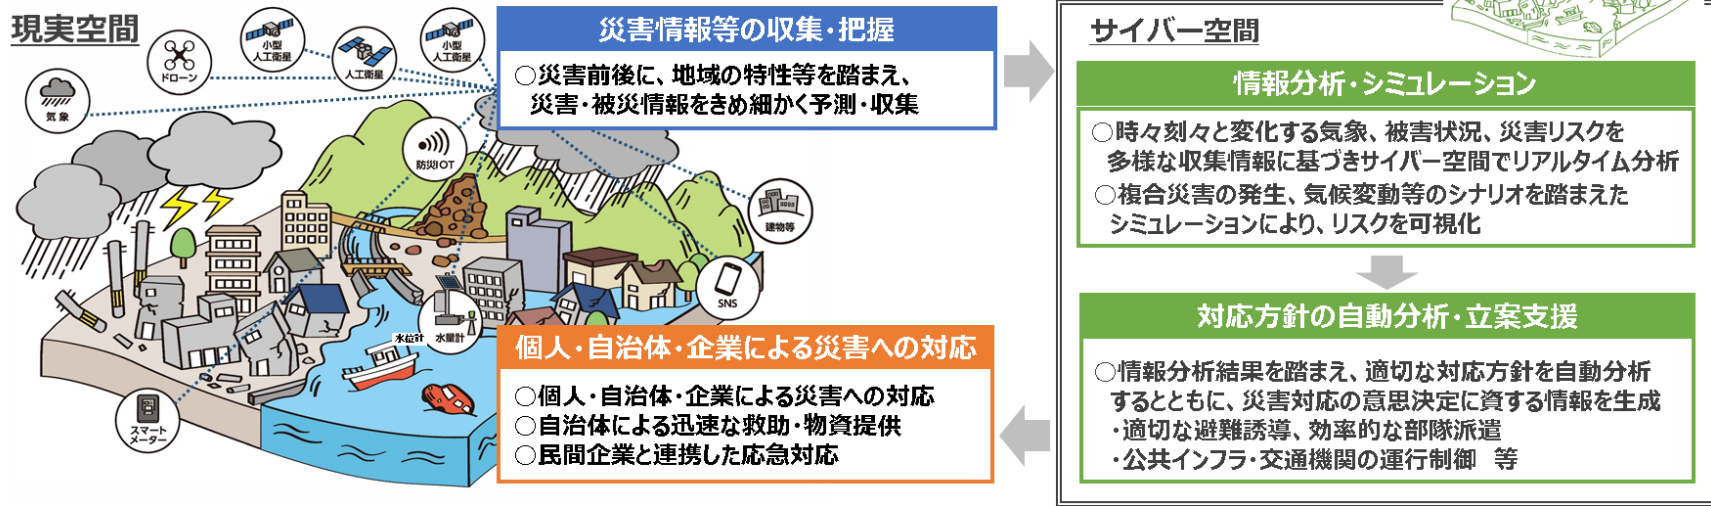 現実空間
気象
ドローン
小型
人工衛星
人工衛星
小型
人工衛星
防災IOT
建物等
SNS
水位計
水量計
スマート
メーター
災害情報等の収集・把握
○災害前後に、地域の特性等を踏まえ、
災害・被災情報をきめ細かく予測・収集
個人・自治体・企業による災害への対応
○個人・自治体・企業による災害への対応
○自治体による迅速な救助・物資提供
○民間企業と連携した応急対応
サイバー空間
情報分析・シミュレーション
○時々刻々と変化する気象、被害状況、災害リスクを
多様な収集情報に基づきサイバー空間でリアルタイム分析
○複合災害の発生、気候変動等のシナリオを踏まえた
シミュレーションにより、リスクを可視化
対応方針の自動分析・立案支援
○情報分析結果を踏まえ、適切な対応方針を自動分析
するとともに、災害対応の意思決定に資する情報を生成
・適切な避難誘導、効率的な部隊派遣
・公共インフラ・交通機関の運行制御　等